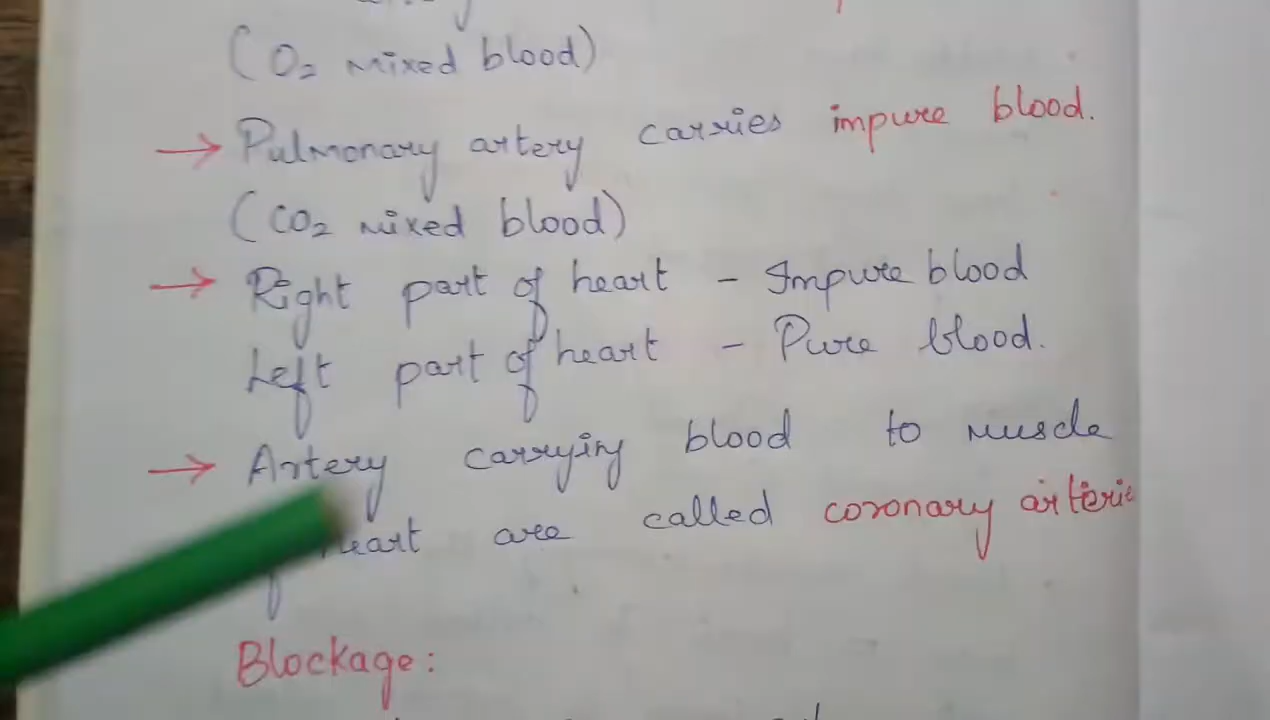 (O₂ mixed blood)
→ Pulmonary artery carries impure blood.
(CO₂ mixed blood)
→ Right part of heart - Impure blood
Left part of heart - Pure blood.
→ Artery carrying blood to muscle
heart are called coronary arterie
Blockage: